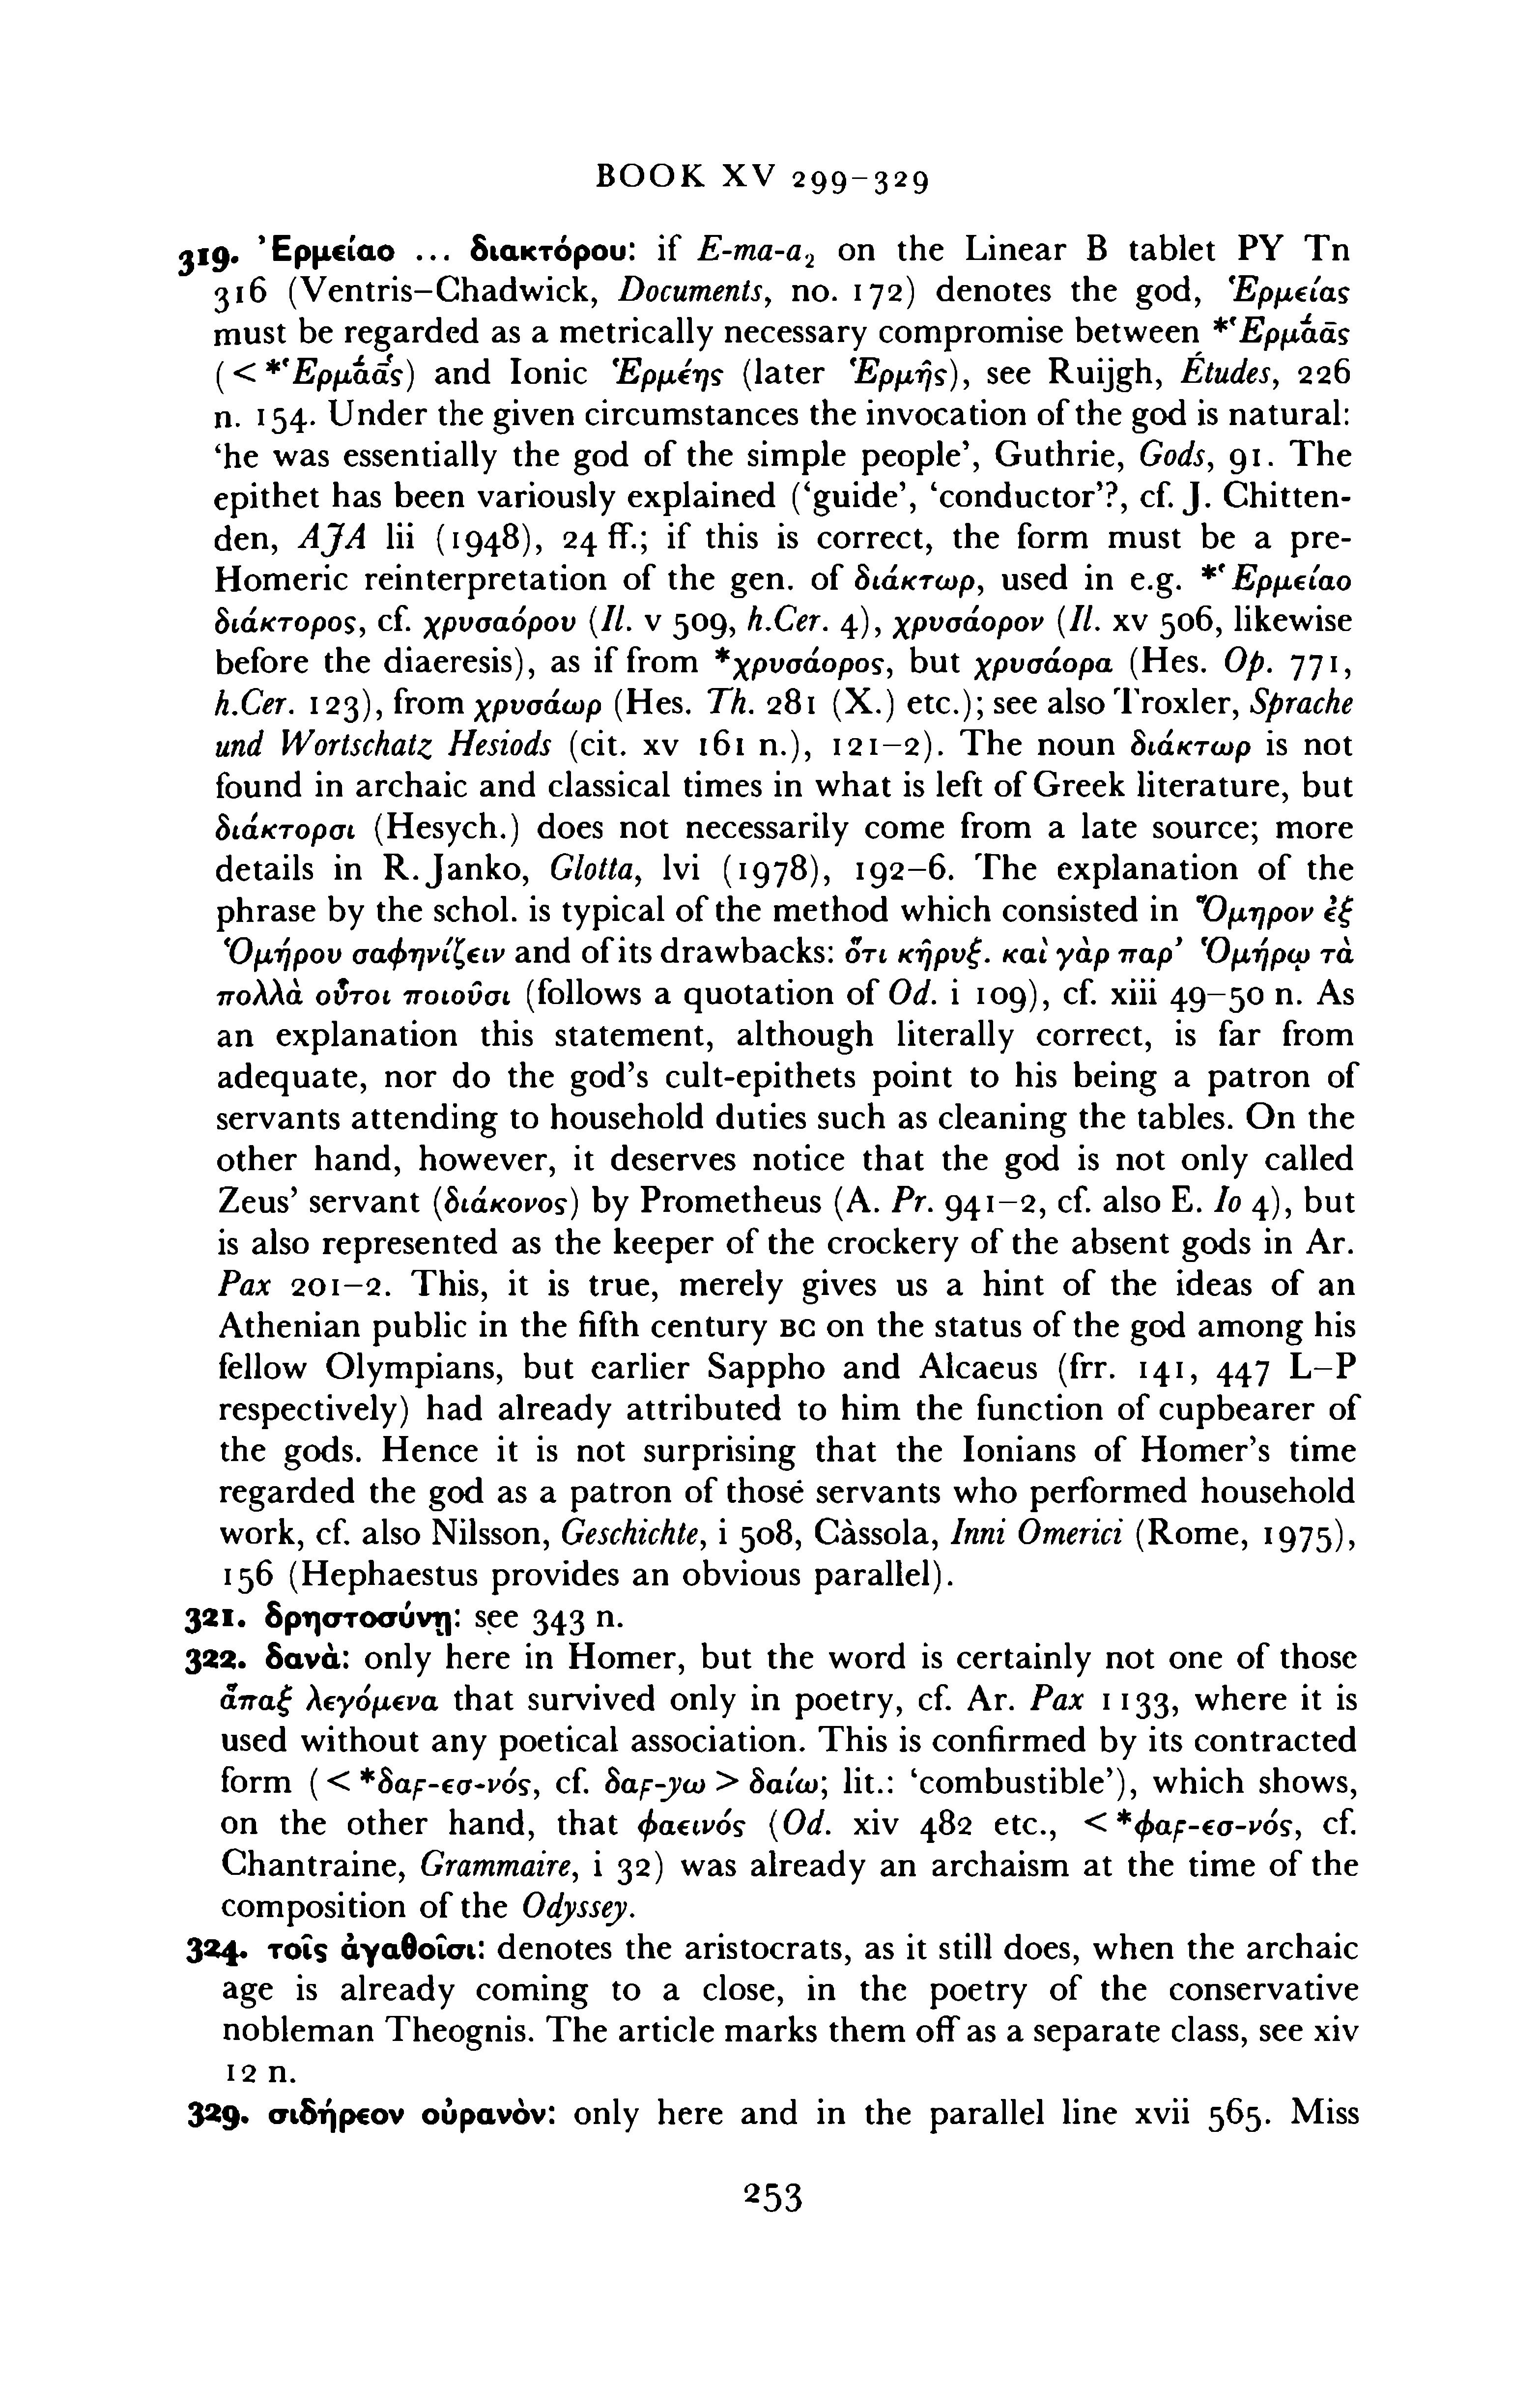 BOOK XV 299–329
319. Ἑρμείαο ... διακτόρου: if E-ma-a₂ on the Linear B tablet PY Tn
316 (Ventris–Chadwick, Documents, no. 172) denotes the god, Ἑρμείας
must be regarded as a metrically necessary compromise between *Ἑρμᾱ́ᾱς
(< *Ἑρμᾰᾱ́ς) and Ionic Ἑρμέης (later Ἑρμῆς), see Ruijgh, Études, 226
n. 154. Under the given circumstances the invocation of the god is natural:
‘he was essentially the god of the simple people’, Guthrie, Gods, 91. The
epithet has been variously explained (‘guide’, ‘conductor’?, cf. J. Chitten-
den, AJA lii (1948), 24 ff.; if this is correct, the form must be a pre-
Homeric reinterpretation of the gen. of διάκτωρ, used in e.g. *Ἑρμείαο
διάκτορος, cf. χρυσαόρου (Il. v 509, h.Cer. 4), χρυσάορον (Il. xv 506, likewise
before the diaeresis), as if from *χρυσάορος, but χρυσάορα (Hes. Op. 771,
h.Cer. 123), from χρυσάωρ (Hes. Th. 281 (X.) etc.); see also Troxler, Sprache
und Wortschatz Hesiods (cit. xv 161 n.), 121–2). The noun διάκτωρ is not
found in archaic and classical times in what is left of Greek literature, but
διάκτορσι (Hesych.) does not necessarily come from a late source; more
details in R. Janko, Glotta, lvi (1978), 192–6. The explanation of the
phrase by the schol. is typical of the method which consisted in Ὅμηρον ἐξ
Ὁμήρου σαφηνίζειν and of its drawbacks: ὅτι κῆρυξ. καὶ γὰρ παρ’ Ὁμήρῳ τὰ
πολλὰ οὗτοι ποιοῦσι (follows a quotation of Od. i 109), cf. xiii 49–50 n. As
an explanation this statement, although literally correct, is far from
adequate, nor do the god’s cult-epithets point to his being a patron of
servants attending to household duties such as cleaning the tables. On the
other hand, however, it deserves notice that the god is not only called
Zeus’ servant (διάκονος) by Prometheus (A. Pr. 941–2, cf. also E. Io 4), but
is also represented as the keeper of the crockery of the absent gods in Ar.
Pax 201–2. This, it is true, merely gives us a hint of the ideas of an
Athenian public in the fifth century BC on the status of the god among his
fellow Olympians, but earlier Sappho and Alcaeus (frr. 141, 447 L–P
respectively) had already attributed to him the function of cupbearer of
the gods. Hence it is not surprising that the Ionians of Homer’s time
regarded the god as a patron of those servants who performed household
work, cf. also Nilsson, Geschichte, i 508, Càssola, Inni Omerici (Rome, 1975),
156 (Hephaestus provides an obvious parallel).
321. δρηστοσύνῃ: see 343 n.
322. δανὰ: only here in Homer, but the word is certainly not one of those
ἅπαξ λεγόμενα that survived only in poetry, cf. Ar. Pax 1133, where it is
used without any poetical association. This is confirmed by its contracted
form (< *δαϝ-εσ-νός, cf. δαϝ-yω > δαίω; lit.: ‘combustible’), which shows,
on the other hand, that φαεινός (Od. xiv 482 etc., < *φαϝ-εσ-νός, cf.
Chantraine, Grammaire, i 32) was already an archaism at the time of the
composition of the Odyssey.
324. τοῖς ἀγαθοῖσι: denotes the aristocrats, as it still does, when the archaic
age is already coming to a close, in the poetry of the conservative
nobleman Theognis. The article marks them off as a separate class, see xiv
12 n.
329. σιδήρεον οὐρανὸν: only here and in the parallel line xvii 565. Miss
253